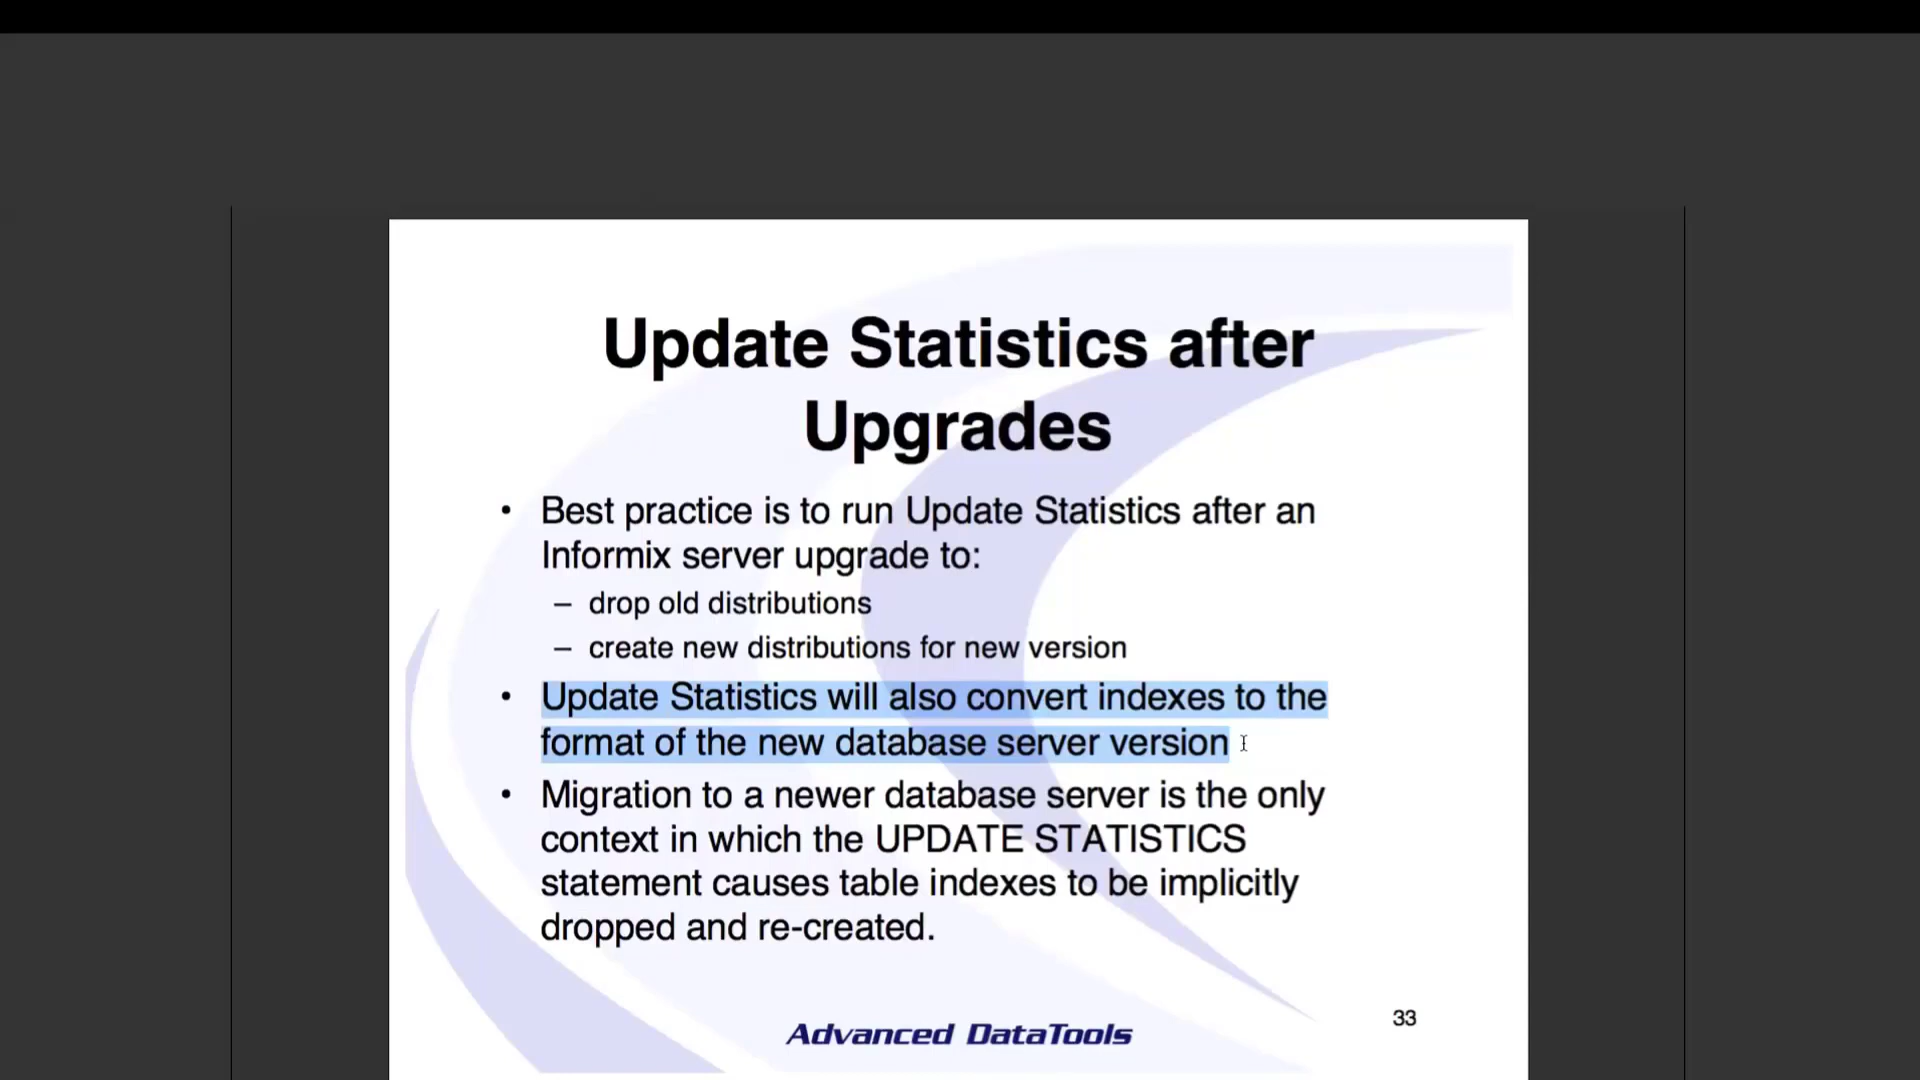 Update Statistics after
Upgrades
• Best practice is to run Update Statistics after an
Informix server upgrade to:
– drop old distributions
– create new distributions for new version
• Update Statistics will also convert indexes to the
format of the new database server version
• Migration to a newer database server is the only
context in which the UPDATE STATISTICS
statement causes table indexes to be implicitly
dropped and re-created.
33
Advanced DataTools